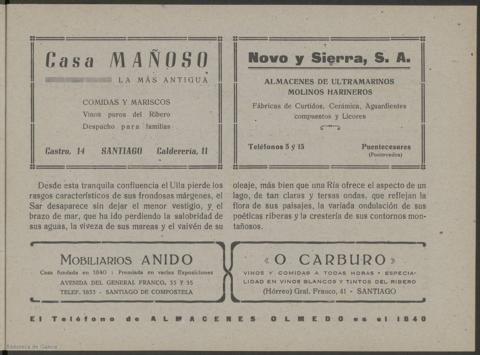 Casa MAÑOSO
LA MÁS ANTIGUA
COMIDAS Y MARISCOS
Vinos puros del Ribero
Despacho para familias
Castro, 14 SANTIAGO Calderería, 11
Novo y Sierra, S. A.
ALMACENES DE ULTRAMARINOS
MOLINOS HARINEROS
Fábricas de Curtidos, Cerámica, Aguardientes
compuestos y Licores
Teléfonos 5 y 15 Puentecesures
(Pontevedra)
Desde esta tranquila confluencia el Ulla pierde los
rasgos característicos de sus frondosas márgenes, el
Sar desaparece sin dejar el menor vestigio, y el
brazo de mar, que ha ido perdiendo la salobridad de
sus aguas, la viveza de sus mareas y el vaivén de su
oleaje, más bien que una Ría ofrece el aspecto de un
lago, de tan claras y tersas ondas, que reflejan la
flora de sus paisajes, la variada ondulación de sus
poéticas riberas y la crestería de sus contornos mon-
tañosos.
MOBILIARIOS ANIDO
Casa fundada en 1840 : Premiada en varias Exposiciones
AVENIDA DEL GENERAL FRANCO, 33 Y 35
TELEF. 1853 - SANTIAGO DE COMPOSTELA
« O CARBURO »
VINOS Y COMIDAS A TODAS HORAS • ESPECIA-
LIDAD EN VINOS BLANCOS Y TINTOS DEL RIBERO
(Hórreo) Gral. Franco, 41 - SANTIAGO
El Teléfono de ALMACENES OLMEDO es el 1840
Biblioteca de Galicia